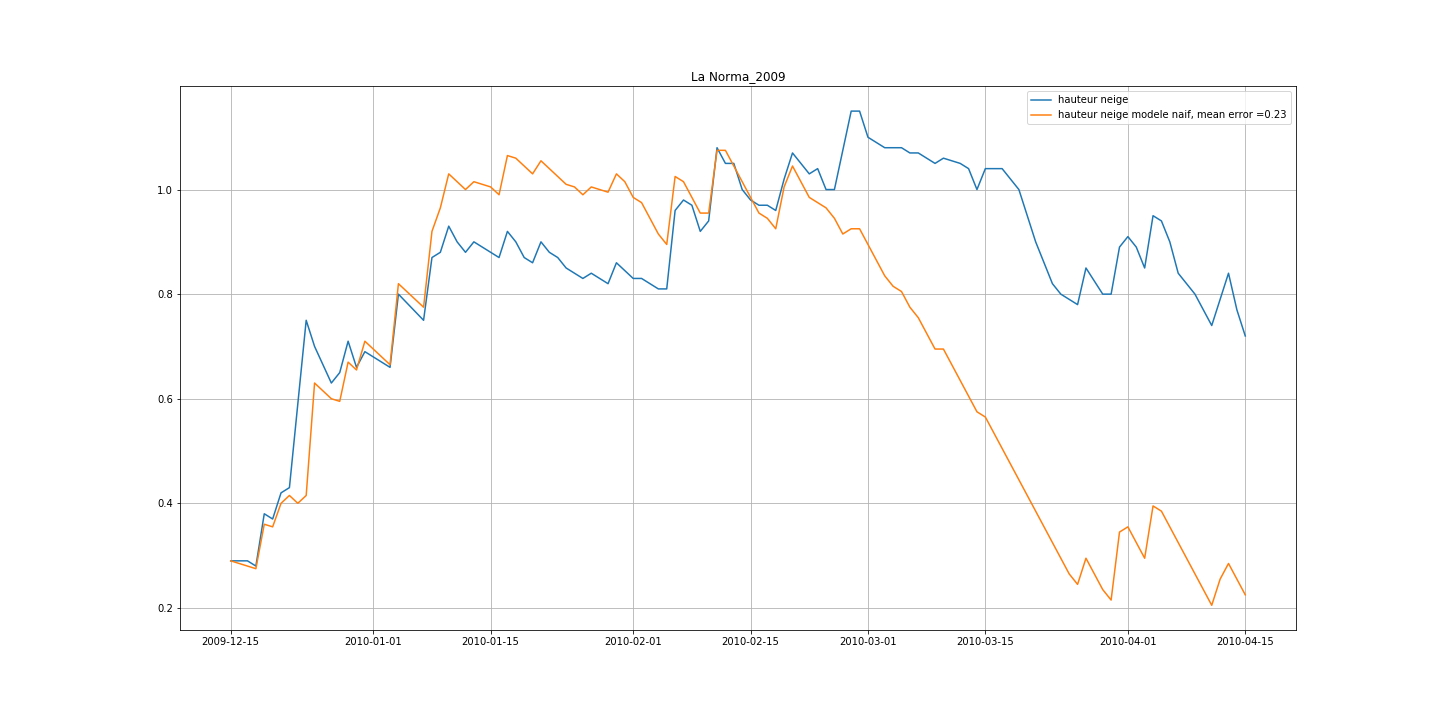 La Norma_2009
hauteur neige
hauteur neige modele naif, mean error =0.23
1.0
0.8
0.6
0.4
0.2
2009-12-15 2010-01-01 2010-01-15 2010-02-01 2010-02-15 2010-03-01 2010-03-15 2010-04-01 2010-04-15